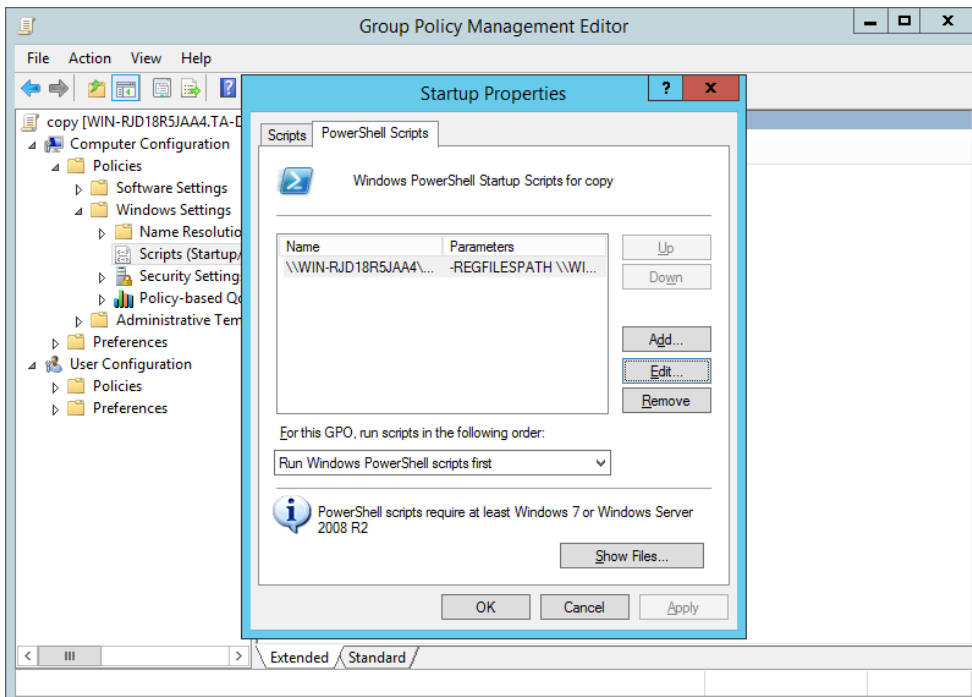 Group Policy Management Editor
File Action View Help
copy [WIN-RJD18R5JAA4.TA-D
Computer Configuration
Policies
Software Settings
Windows Settings
Name Resolutio
Scripts (Startup/
Security Setting
Policy-based Qo
Administrative Tem
Preferences
User Configuration
Policies
Preferences
Startup Properties
? x
Scripts PowerShell Scripts
Windows PowerShell Startup Scripts for copy
Name Parameters
\\WIN-RJD18R5JAA4\... -REGFILESPATH \\WI...
Up
Down
Add...
Edit...
Remove
For this GPO, run scripts in the following order:
Run Windows PowerShell scripts first
PowerShell scripts require at least Windows 7 or Windows Server
2008 R2
Show Files...
OK Cancel Apply
Extended Standard